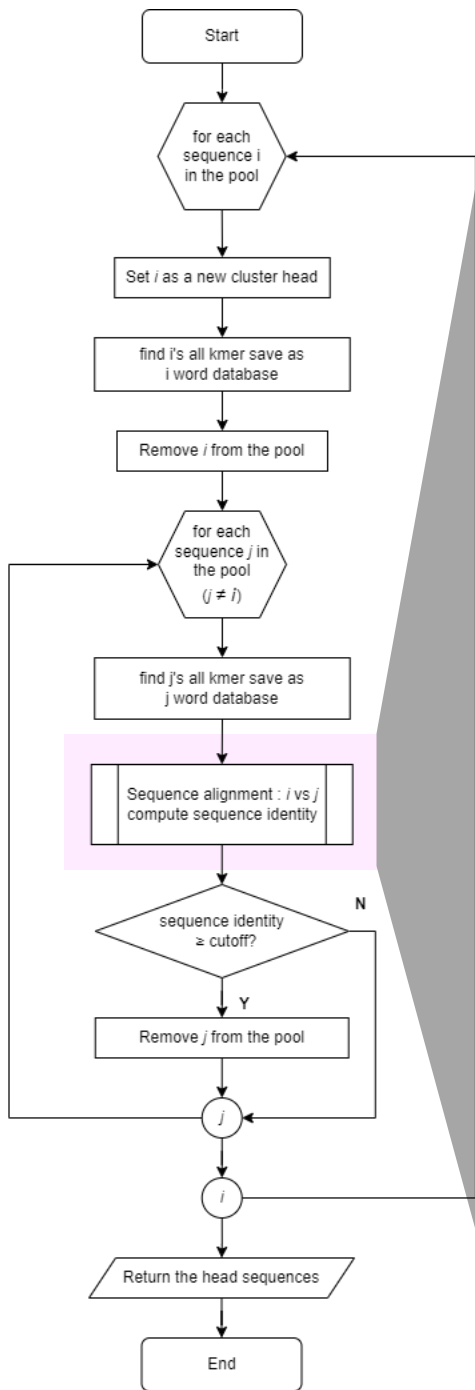 Start
for each
sequence i
in the pool
Set i as a new cluster head
find i's all kmer save as
i word database
Remove i from the pool
for each
sequence j in
the pool
(j ≠ i)
find j's all kmer save as
j word database
Sequence alignment : i vs j
compute sequence identity
sequence identity
≥ cutoff?
N
Y
Remove j from the pool
j
i
Return the head sequences
End